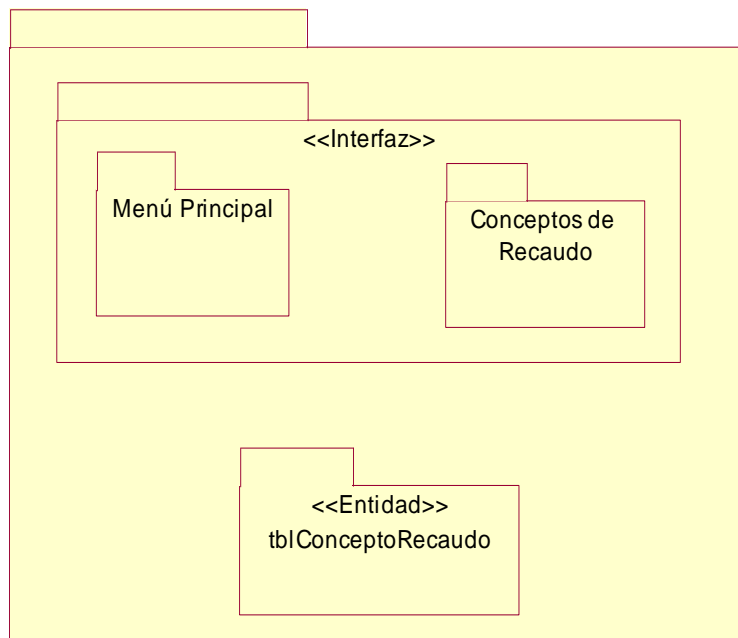 <<Interfaz>>
Menú Principal
Conceptos de
Recaudo
<<Entidad>>
tblConceptoRecaudo